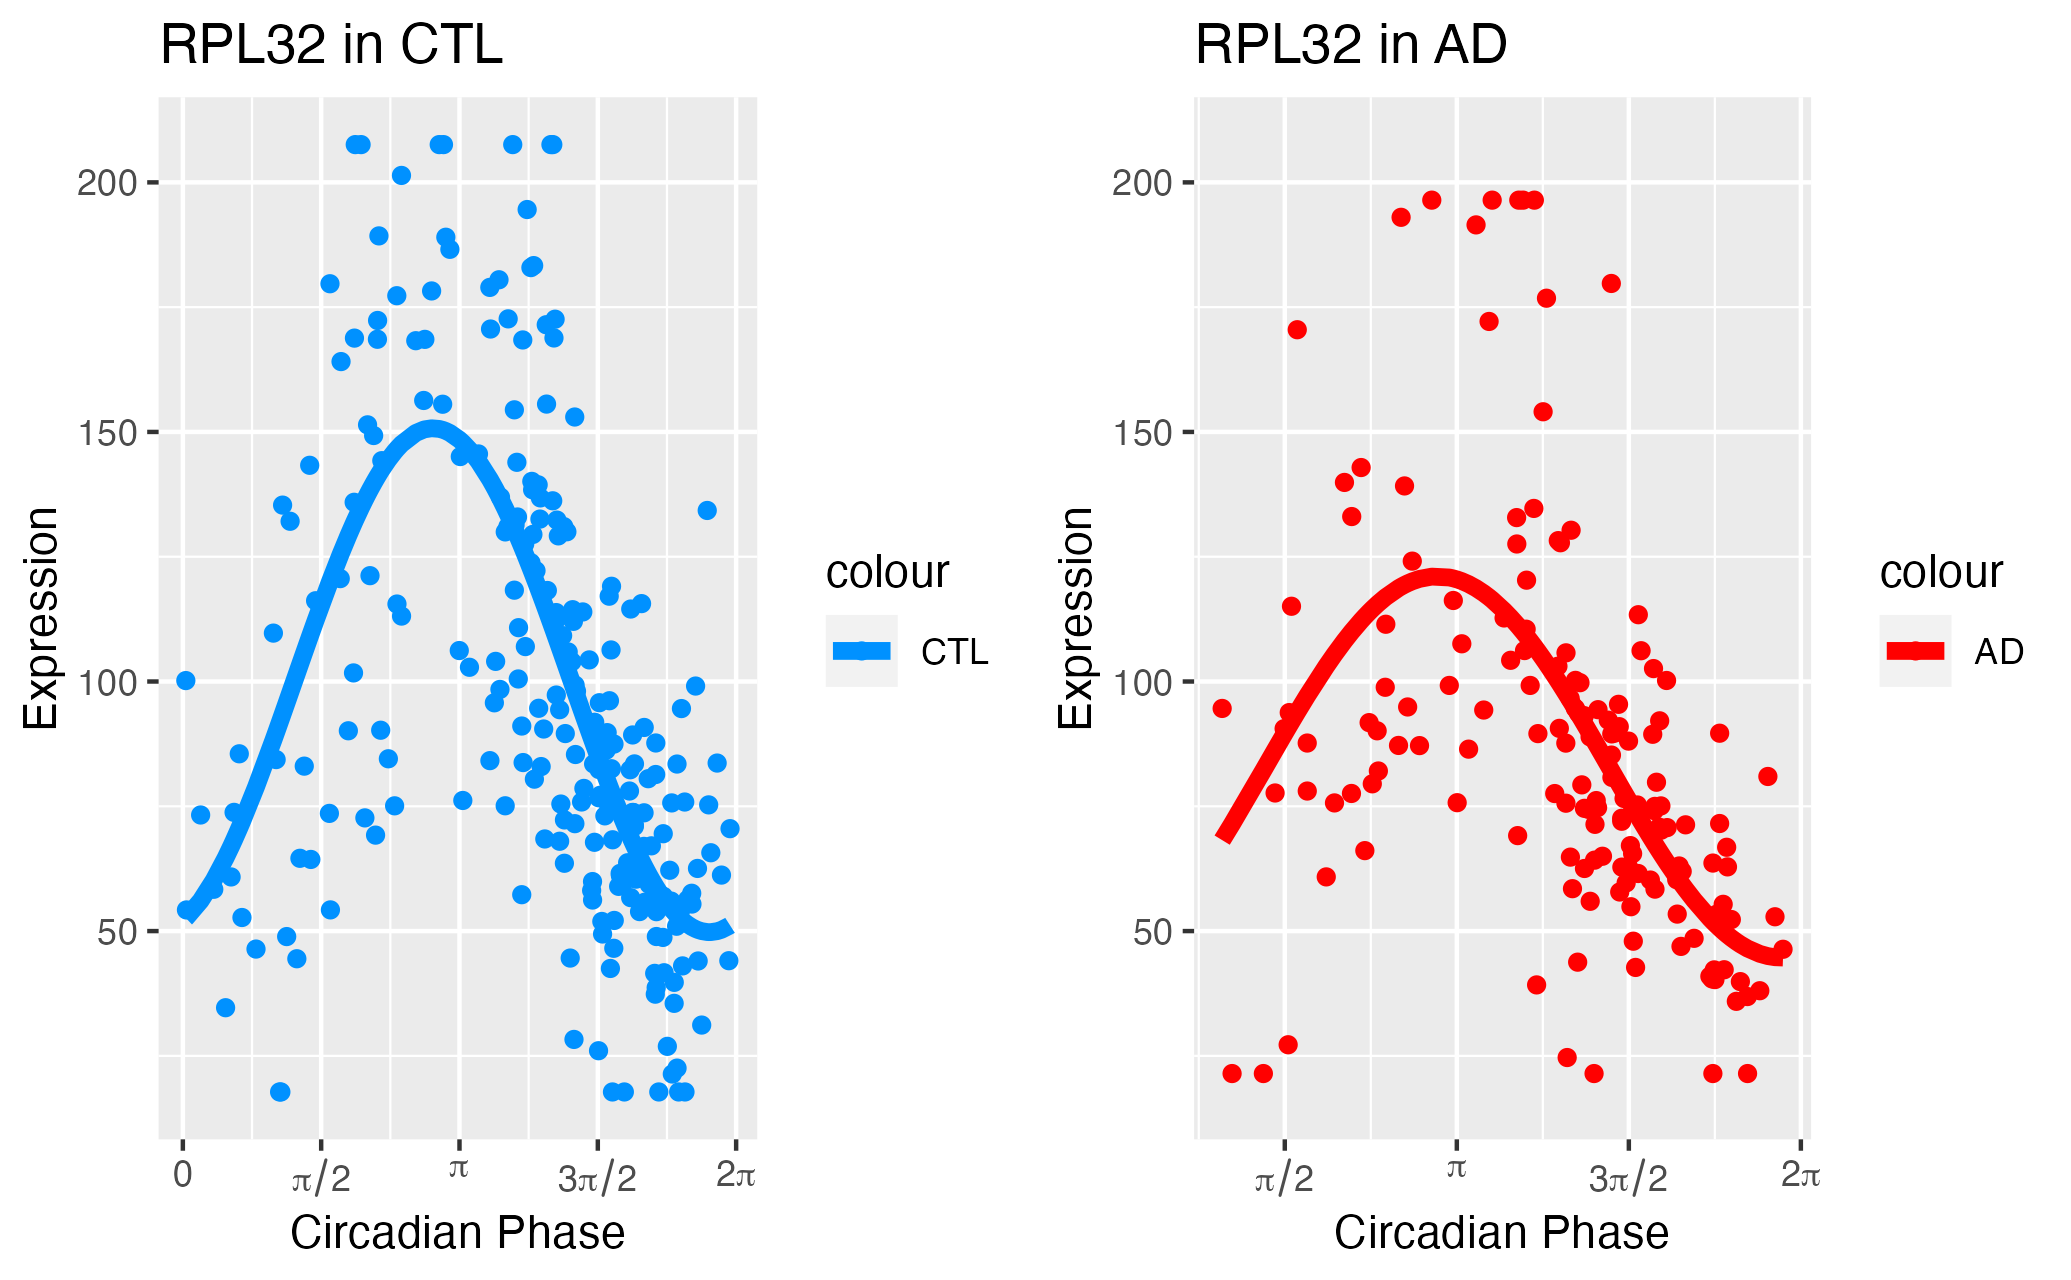 RPL32 in CTL
Expression
200
150
100
50
0
π/2
π
3π/2
2π
Circadian Phase
colour
CTL
RPL32 in AD
Expression
200
150
100
50
π/2
π
3π/2
2π
Circadian Phase
colour
AD